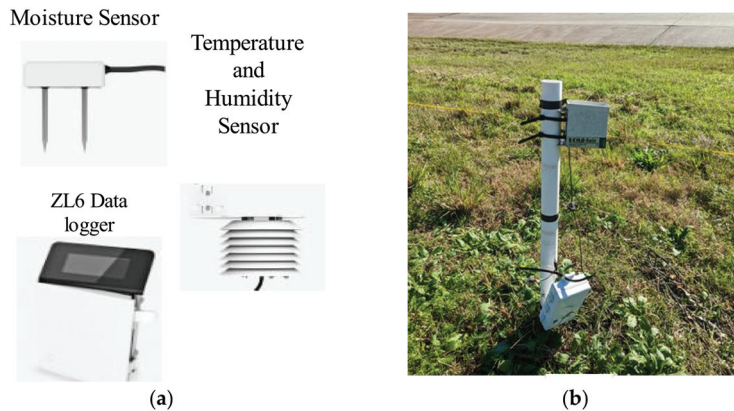 Moisture Sensor
Temperature
and
Humidity
Sensor
ZL6 Data
logger
(a)
(b)